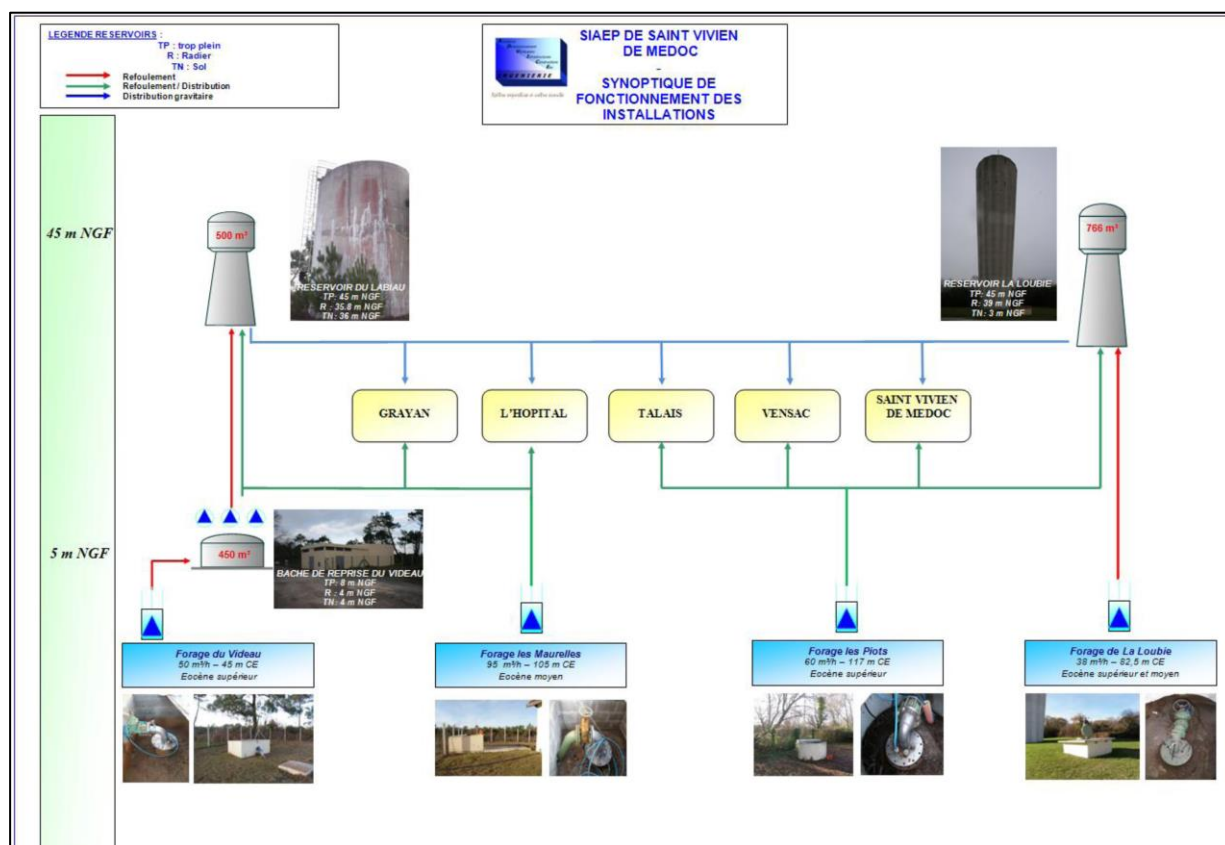 LEGENDE RESERVOIRS :
TP : trop plein
R : Radier
TN : Sol
Refoulement
Refoulement / Distribution
Distribution gravitaire
INGENIERIE
SIAEP DE SAINT VIVIEN
DE MEDOC
-
SYNOPTIQUE DE
FONCTIONNEMENT DES
INSTALLATIONS
45 m NGF
500 m³
RESERVOIR DU LABIAU
TP: 45 m NGF
R : 35.8 m NGF
TN: 36 m NGF
RESERVOIR LA LOUBIE
TP: 45 m NGF
R: 39 m NGF
TN: 3 m NGF
766 m³
GRAYAN
L'HOPITAL
TALAIS
VENSAC
SAINT VIVIEN
DE MEDOC
5 m NGF
450 m³
BACHE DE REPRISE DU VIDEAU
TP: 8 m NGF
R : 4 m NGF
TN: 4 m NGF
Forage du Videau
50 m³/h – 45 m CE
Eocène supérieur
Forage les Maurelles
95 m³/h – 105 m CE
Eocène moyen
Forage les Piots
60 m³/h – 117 m CE
Eocène supérieur
Forage de La Loubie
38 m³/h – 82,5 m CE
Eocène supérieur et moyen